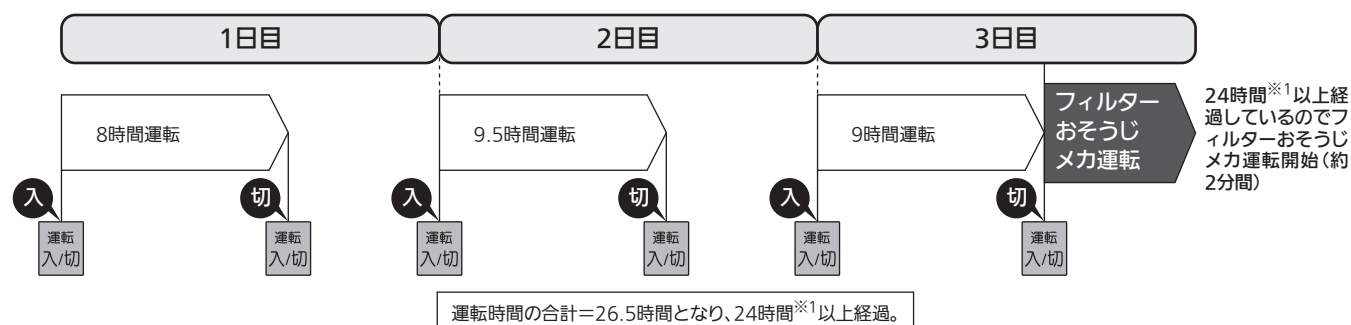 1日目
2日目
3日目
8時間運転
9.5時間運転
9時間運転
フィルター
おそうじ
メカ運転
24時間※1以上経
過しているのでフ
ィルターおそうじ
メカ運転開始(約
2分間)
入
切
入
切
入
切
運転
入/切
運転
入/切
運転
入/切
運転
入/切
運転
入/切
運転
入/切
運転時間の合計=26.5時間となり、24時間※1以上経過。